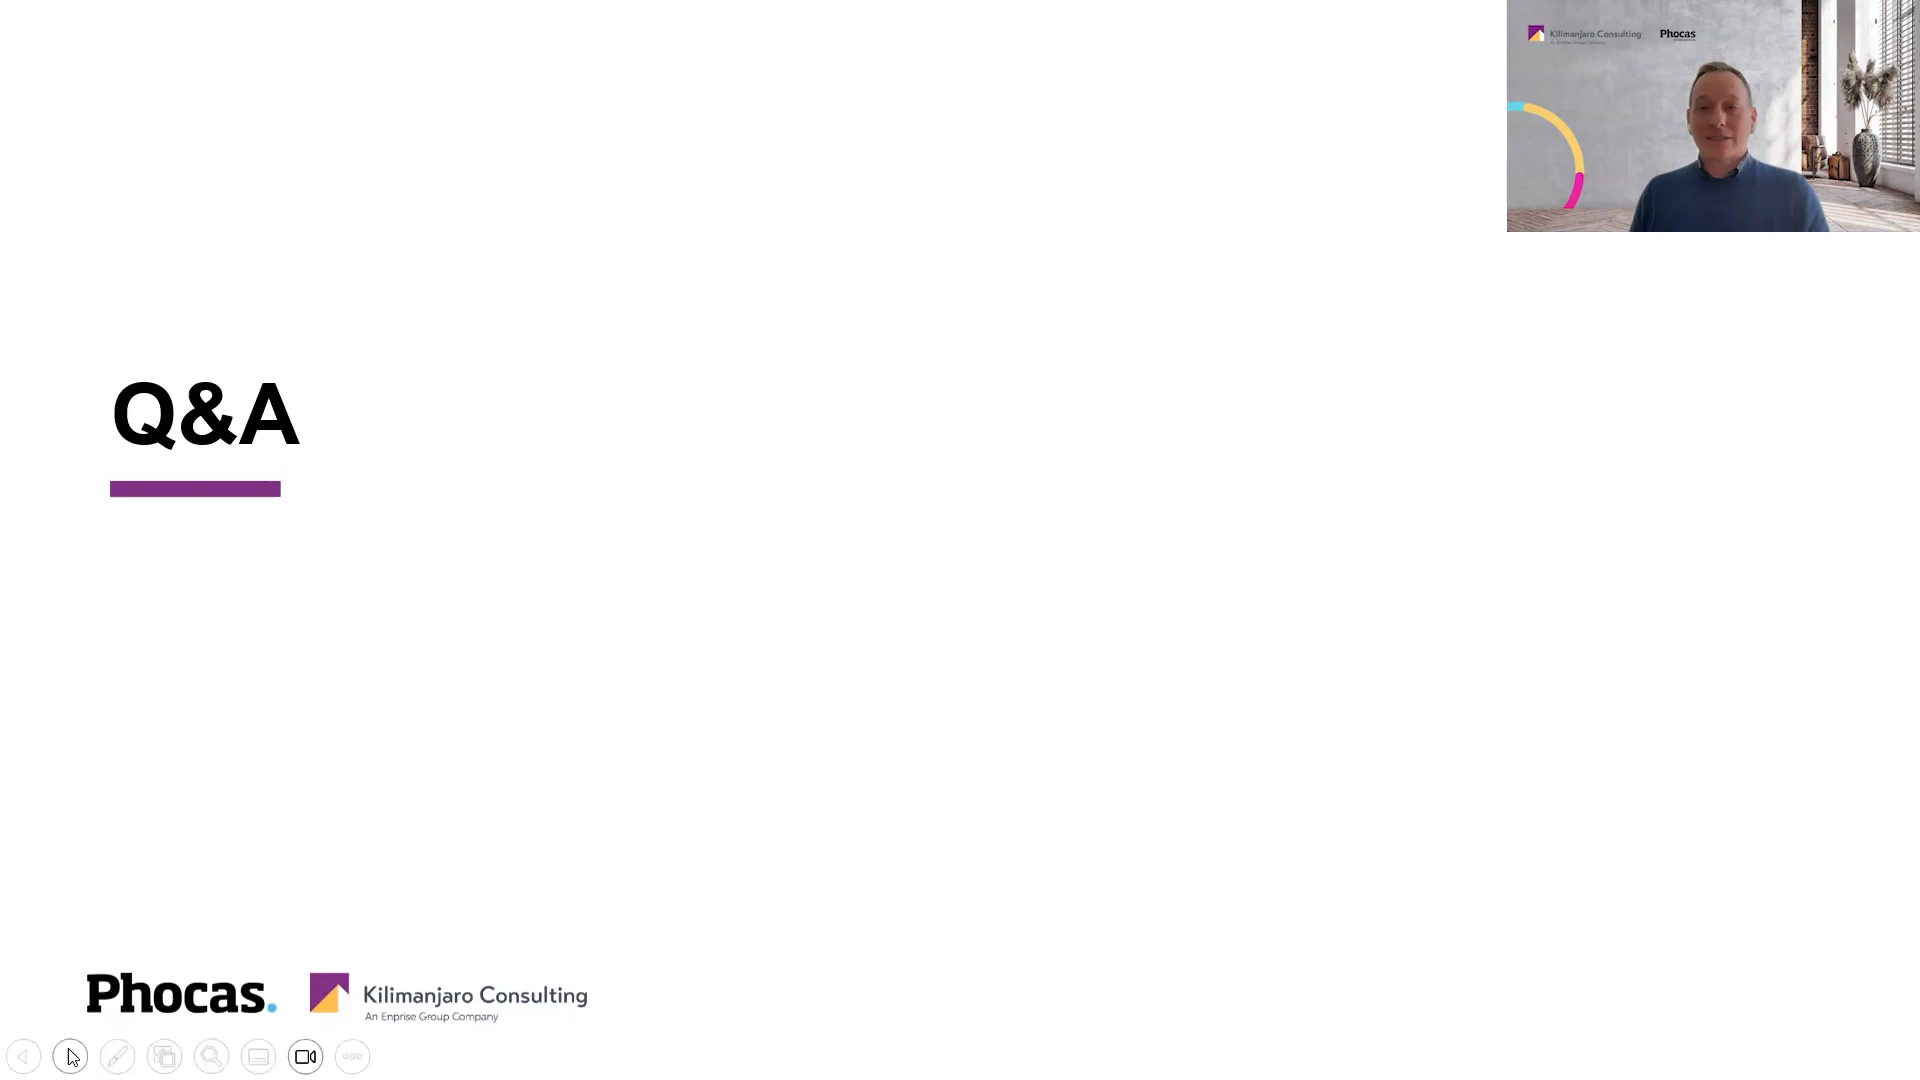 Kilimanjaro Consulting
Phocas
Q&A
Phocas.
Kilimanjaro Consulting
An Enprise Group Company